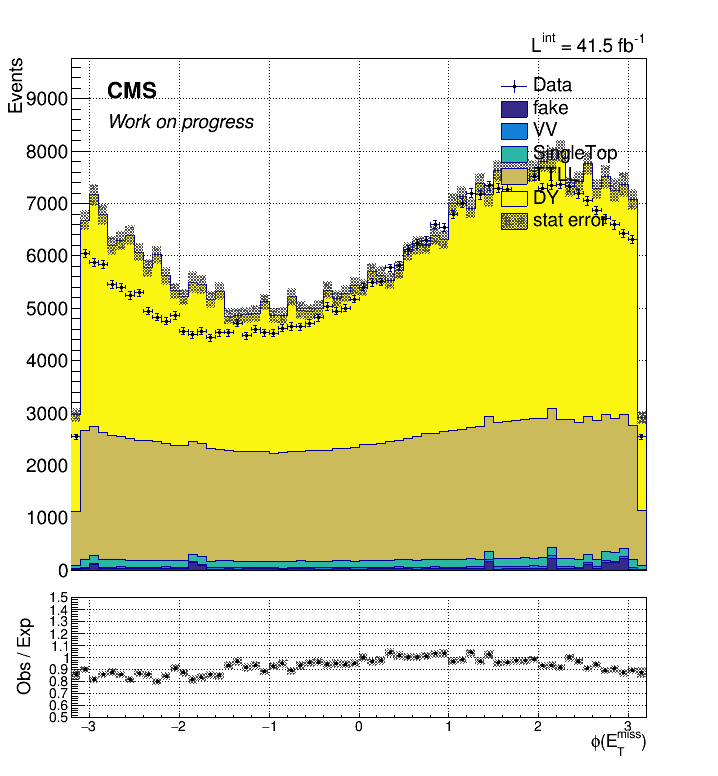 L^int = 41.5 fb^-1
Events
CMS
Work on progress
Data
fake
VV
SingleTop
TTLL
DY
stat error
9000
8000
7000
6000
5000
4000
3000
2000
1000
0
Obs / Exp
1.5
1.4
1.3
1.2
1.1
1
0.9
0.8
0.7
0.6
0.5
−3 −2 −1 0 1 2 3
ϕ(E_T^miss)